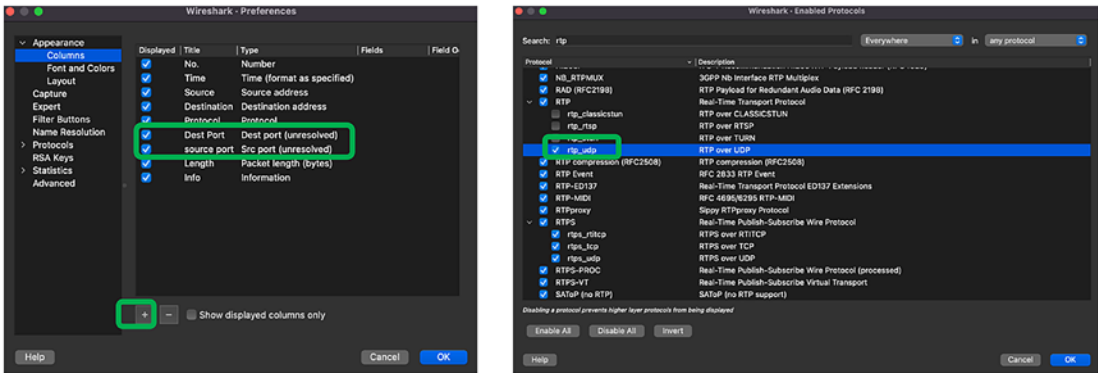 Wireshark · Preferences
Appearance
Columns
Font and Colors
Layout
Capture
Expert
Filter Buttons
Name Resolution
Protocols
RSA Keys
Statistics
Advanced
Displayed Title Type Fields Field O
No. Number
Time Time (format as specified)
Source Source address
Destination Destination address
Protocol Protocol
Dest Port Dest port (unresolved)
source port Src port (unresolved)
Length Packet length (bytes)
Info Information
+ − Show displayed columns only
Help Cancel OK
Wireshark · Enabled Protocols
Search: rtp Everywhere in any protocol
Protocol Description
NB_RTPMUX 3GPP Nb Interface RTP Multiplex
RAD (RFC2198) RTP Payload for Redundant Audio Data (RFC 2198)
RTP Real-Time Transport Protocol
rtp_classicstun RTP over CLASSICSTUN
rtp_rtsp RTP over RTSP
RTP over TURN
rtp_udp RTP over UDP
RTP compression (RFC2508) RTP compression (RFC2508)
RTP Event RFC 2833 RTP Event
RTP-ED137 Real-Time Transport Protocol ED137 Extensions
RTP-MIDI RFC 4695/6295 RTP-MIDI
RTPproxy Sippy RTPproxy Protocol
RTPS Real-Time Publish-Subscribe Wire Protocol
rtps_rtitcp RTPS over RTITCP
rtps_tcp RTPS over TCP
rtps_udp RTPS over UDP
RTPS-PROC Real-Time Publish-Subscribe Wire Protocol (processed)
RTPS-VT Real-Time Publish-Subscribe Virtual Transport
SAToP (no RTP) SAToP (no RTP support)
Disabling a protocol prevents higher layer protocols from being displayed
Enable All Disable All Invert
Help Cancel OK